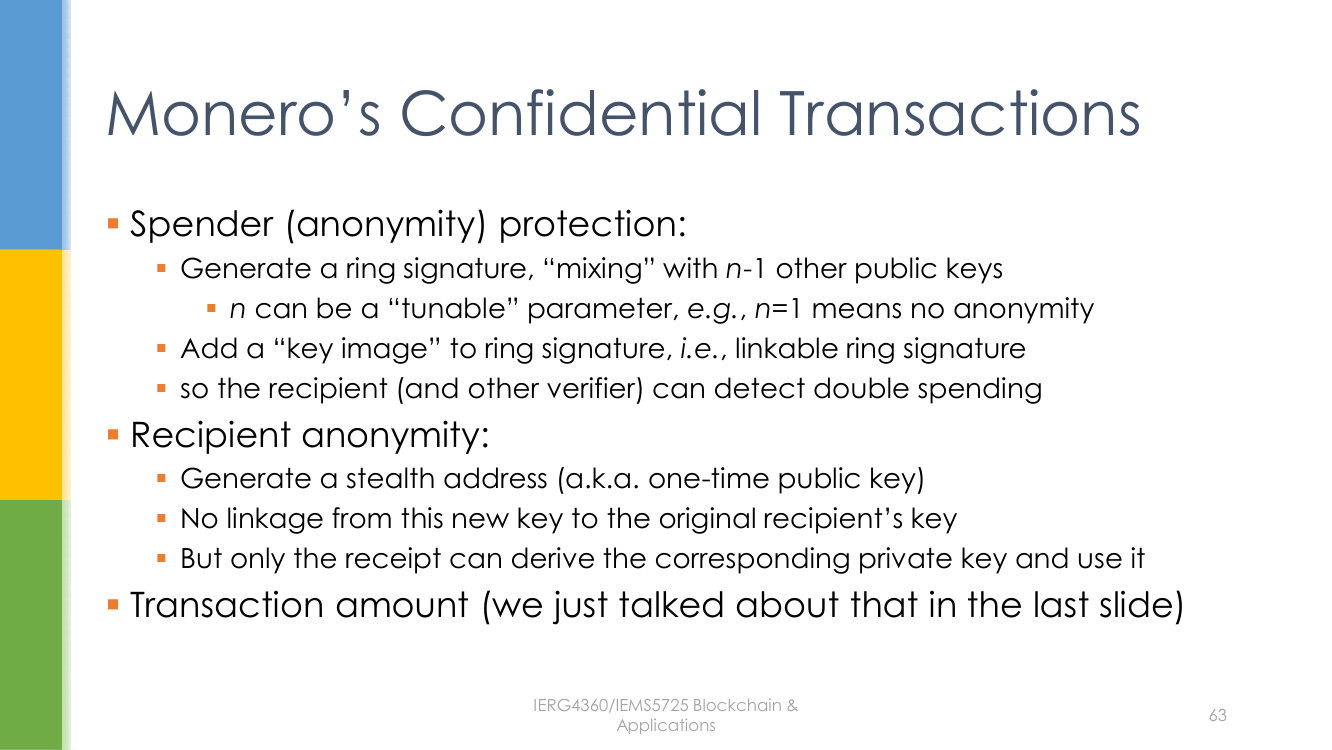 Monero’s Confidential Transactions
Spender (anonymity) protection:
Generate a ring signature, “mixing” with n-1 other public keys
n can be a “tunable” parameter, e.g., n=1 means no anonymity
Add a “key image” to ring signature, i.e., linkable ring signature
so the recipient (and other verifier) can detect double spending
Recipient anonymity:
Generate a stealth address (a.k.a. one-time public key)
No linkage from this new key to the original recipient’s key
But only the receipt can derive the corresponding private key and use it
Transaction amount (we just talked about that in the last slide)
IERG4360/IEMS5725 Blockchain &
Applications
63